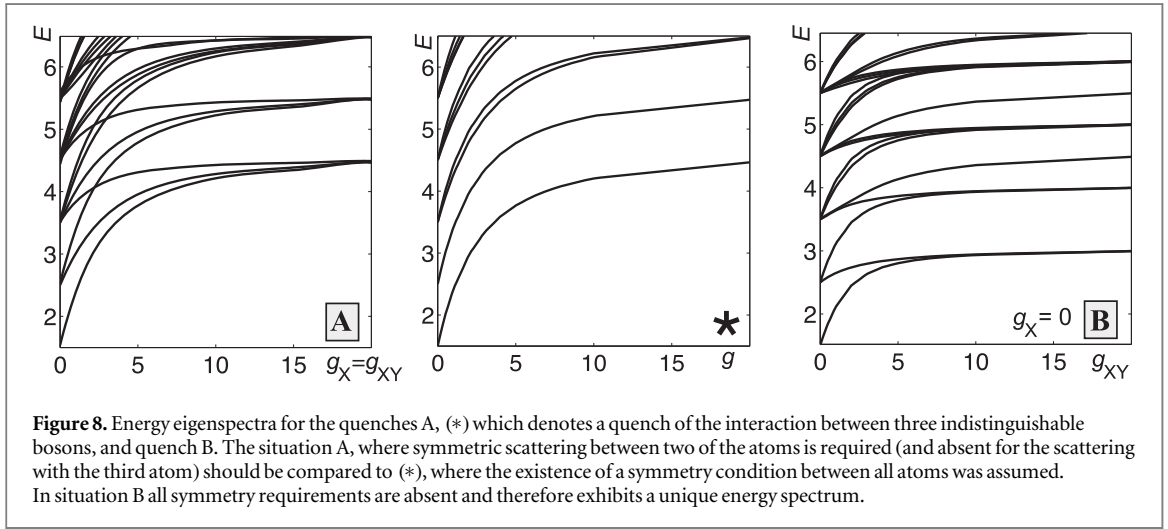 E
6
5
4
3
2
0 5 10 15 gX=gXY
A
E
6
5
4
3
2
0 5 10 15 g
*
E
6
5
4
3
2
0 5 10 15 gXY
gX= 0 B
Figure 8. Energy eigenspectra for the quenches A, (*) which denotes a quench of the interaction between three indistinguishable
bosons, and quench B. The situation A, where symmetric scattering between two of the atoms is required (and absent for the scattering
with the third atom) should be compared to (*), where the existence of a symmetry condition between all atoms was assumed.
In situation B all symmetry requirements are absent and therefore exhibits a unique energy spectrum.